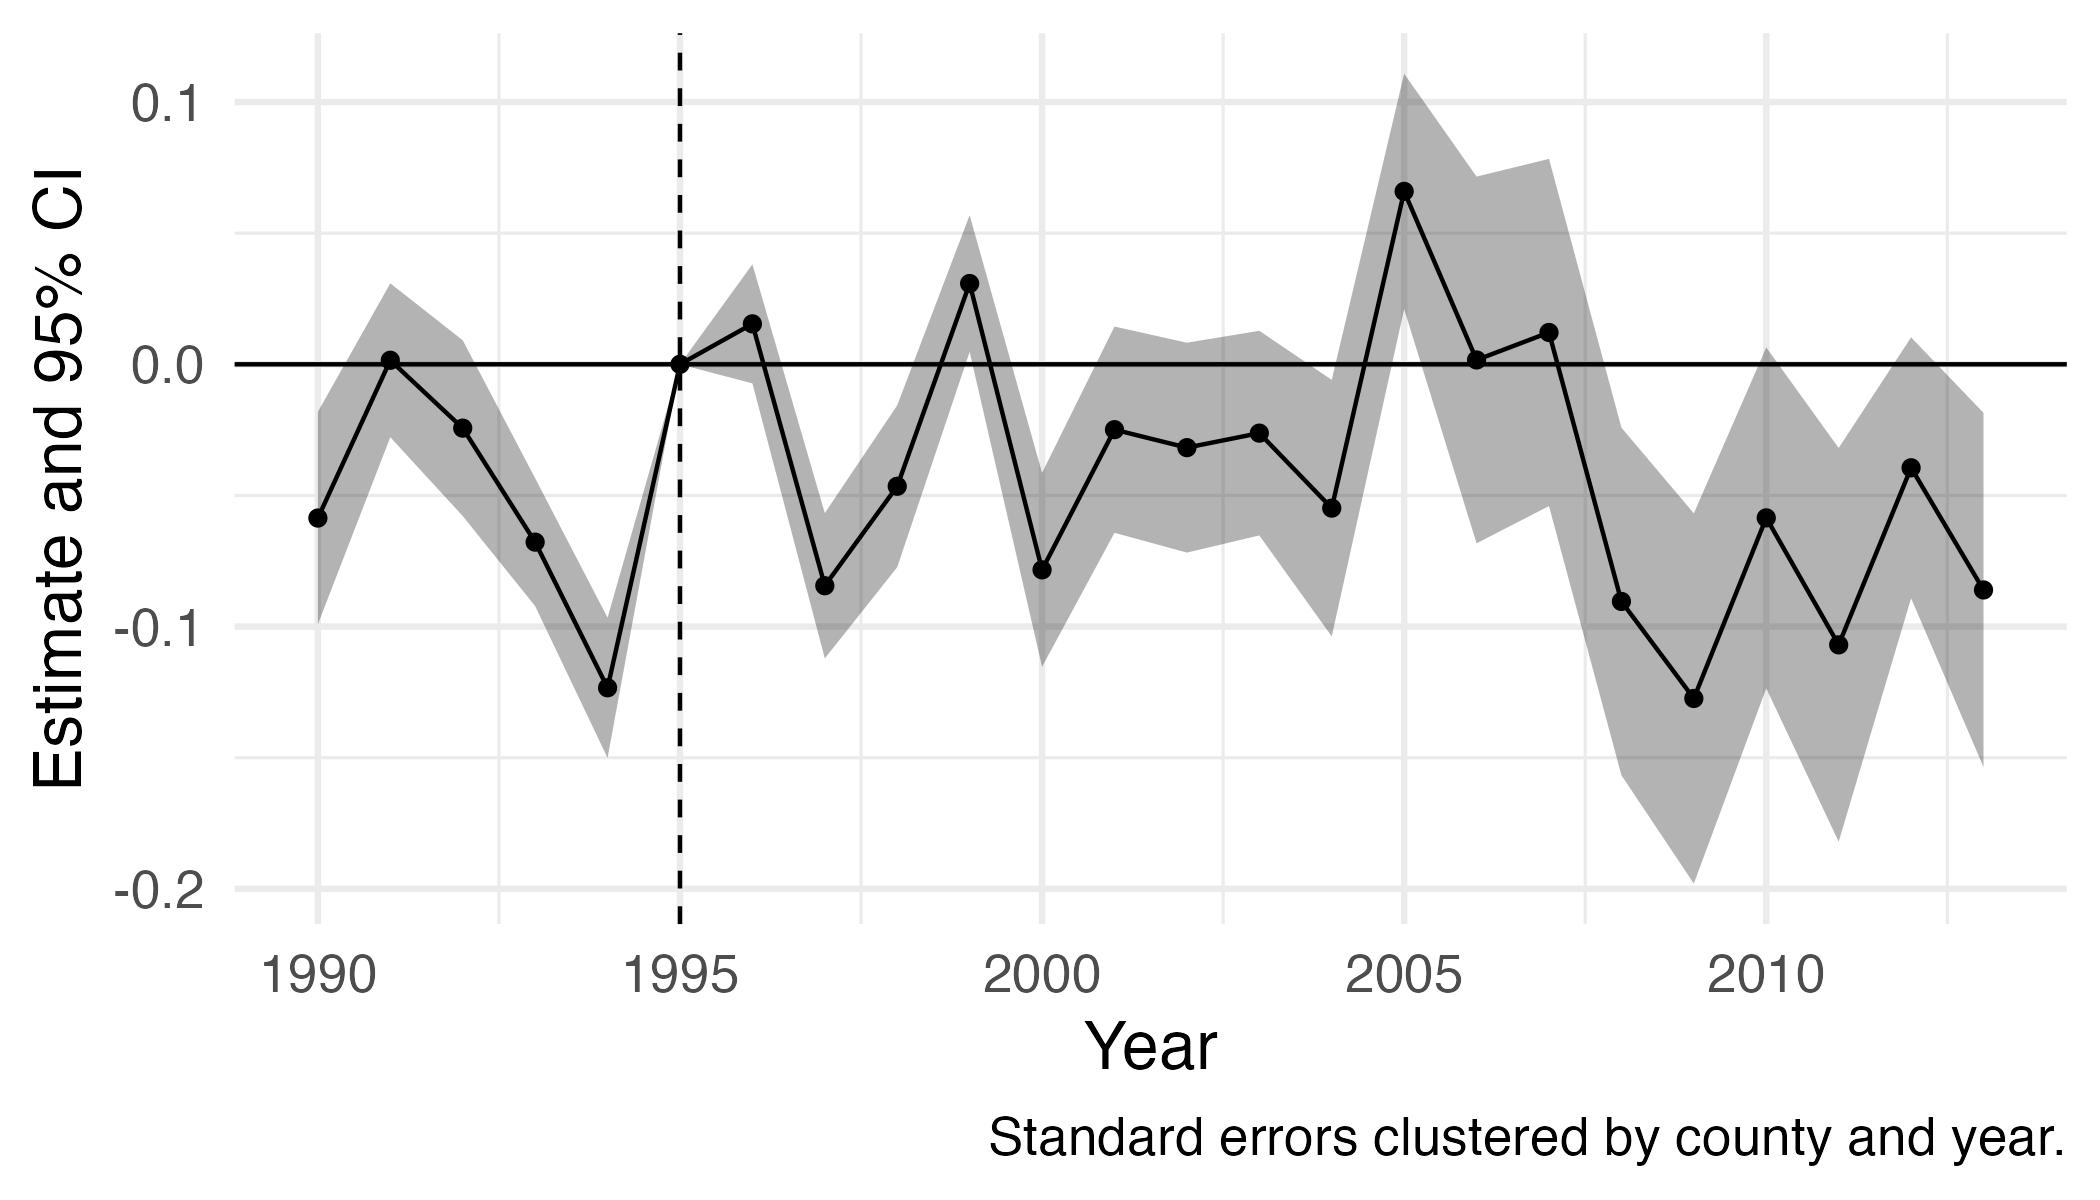 Estimate and 95% CI
0.1
0.0
-0.1
-0.2
1990 1995 2000 2005 2010
Year
Standard errors clustered by county and year.